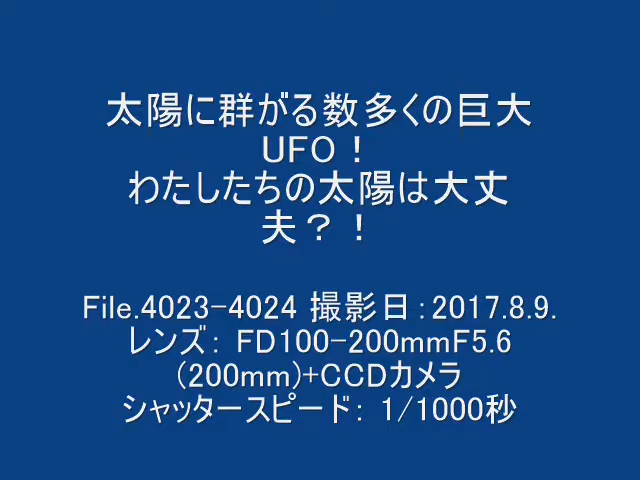 太陽に群がる数多くの巨大
UFO！
わたしたちの太陽は大丈
夫？！
File.4023-4024 撮影日：2017.8.9.
レンズ： FD100-200mmF5.6
(200mm)+CCDカメラ
シャッタースピード： 1/1000秒